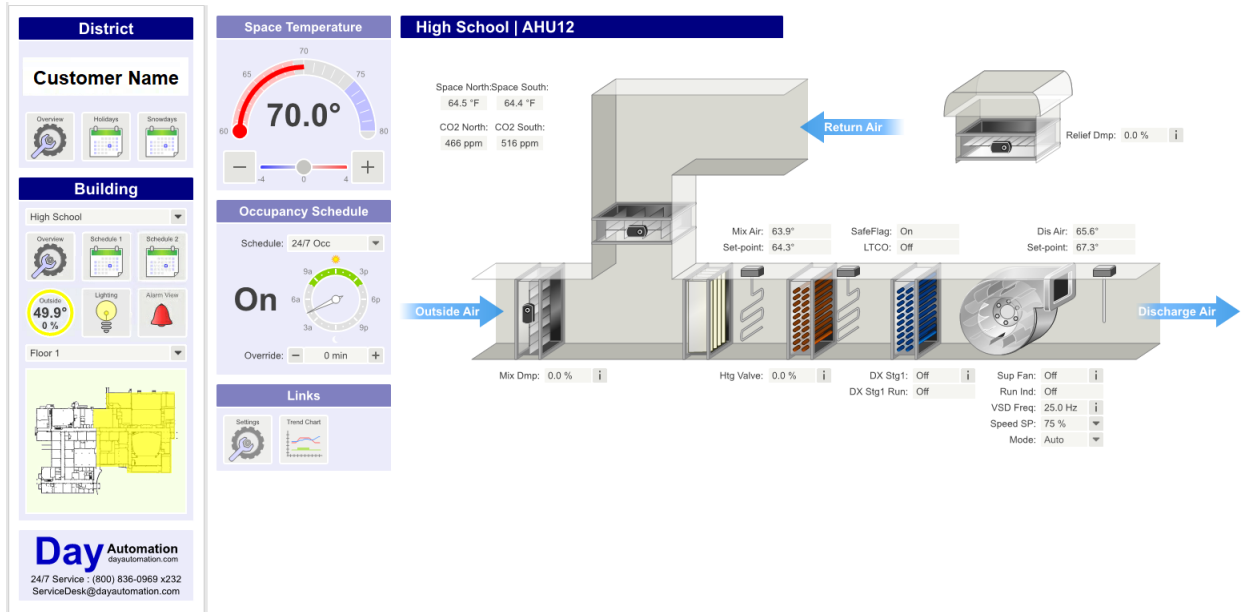 District
Customer Name
Overview
Holidays
Snowdays
Building
High School
Overview
Schedule 1
Schedule 2
Outside
49.9°
0 %
Lighting
Alarm View
Floor 1
Day Automation
dayautomation.com
24/7 Service : (800) 836-0969 x232
ServiceDesk@dayautomation.com
Space Temperature
70
65
75
60
80
70.0°
−
+
-4
0
4
Occupancy Schedule
Schedule: 24/7 Occ
9a
3p
On
6a
6p
3a
9p
Override: − 0 min +
Links
Settings
Trend Chart
High School | AHU12
Space North: Space South:
64.5 °F 64.4 °F
CO2 North: CO2 South:
466 ppm 516 ppm
Return Air
Relief Dmp: 0.0 % i
Mix Air: 63.9°
Set-point: 64.3°
SafeFlag: On
LTCO: Off
Dis Air: 65.6°
Set-point: 67.3°
Outside Air
Discharge Air
Mix Dmp: 0.0 % i
Htg Valve: 0.0 % i
DX Stg1: Off i
DX Stg1 Run: Off
Sup Fan: Off i
Run Ind: Off
VSD Freq: 25.0 Hz i
Speed SP: 75 %
Mode: Auto